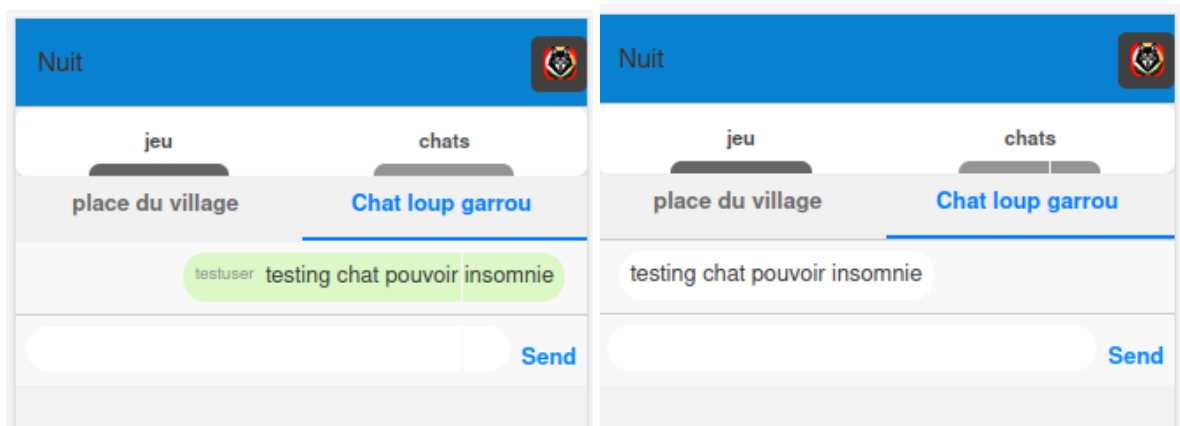 Nuit
jeu chats
place du village Chat loup garrou
testuser testing chat pouvoir insomnie
Send
Nuit
jeu chats
place du village Chat loup garrou
testing chat pouvoir insomnie
Send